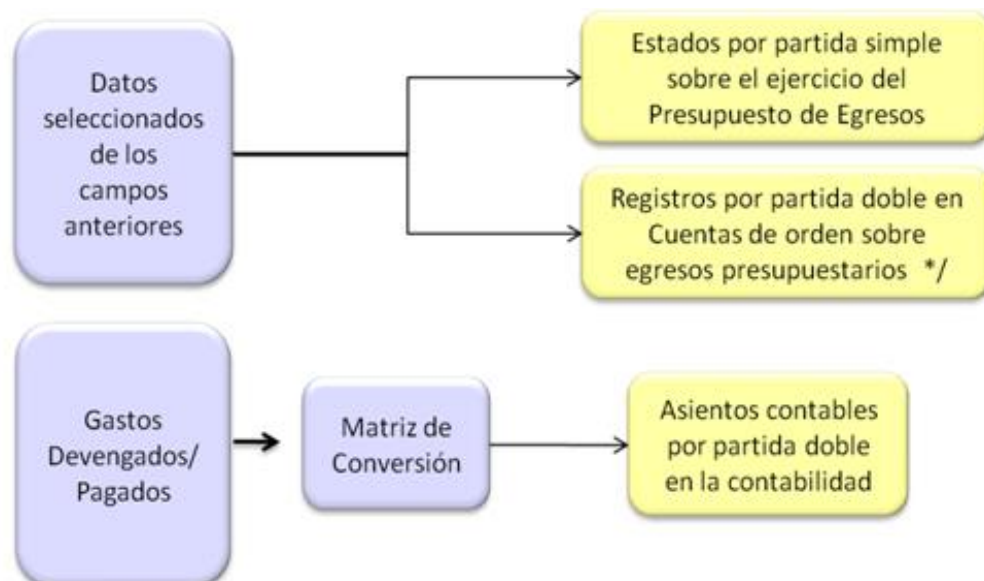 Datos
seleccionados
de los
campos
anteriores
Estados por partida simple
sobre el ejercicio del
Presupuesto de Egresos
Registros por partida doble en
Cuentas de orden sobre
egresos presupuestarios */
Gastos
Devengados/
Pagados
Matriz de
Conversión
Asientos contables
por partida doble
en la contabilidad